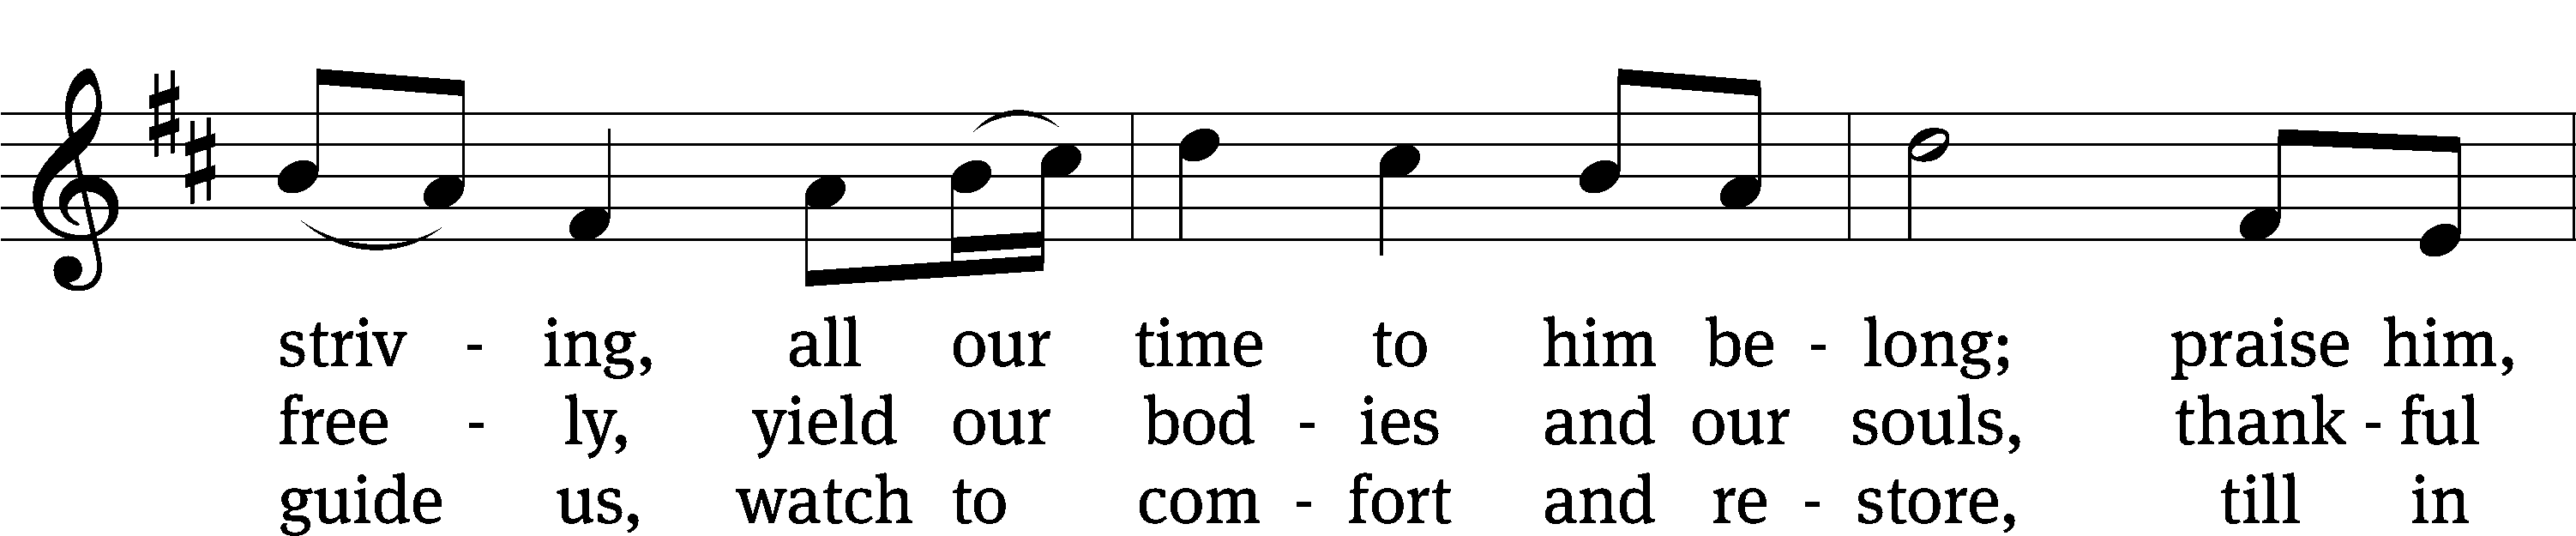 striv - ing, all our time to him be - long; praise him,
free - ly, yield our bod - ies and our souls, thank - ful
guide us, watch to com - fort and re - store, till in